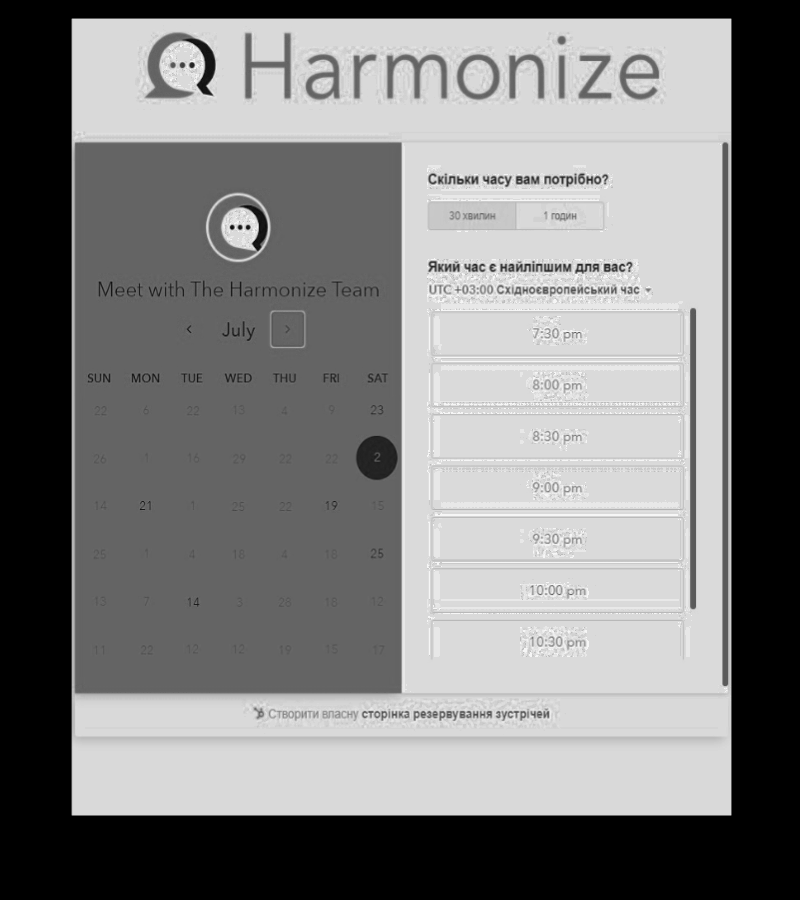 Harmonize
Meet with The Harmonize Team
July
SUN MON TUE WED THU FRI SAT
22 6 22 13 4 9 23
26 1 16 29 22 22 2
14 21 1 25 22 19 15
25 1 4 16 4 16 25
13 7 14 3 26 16 12
11 22 12 12 19 15 17
Скільки часу вам потрібно?
30 хвилин 1 годин
Який час є найліпшим для вас?
UTC +03:00 Східноєвропейський час
7:30 pm
8:00 pm
8:30 pm
9:00 pm
9:30 pm
10:00 pm
10:30 pm
Створити власну сторінка резервування зустрічей